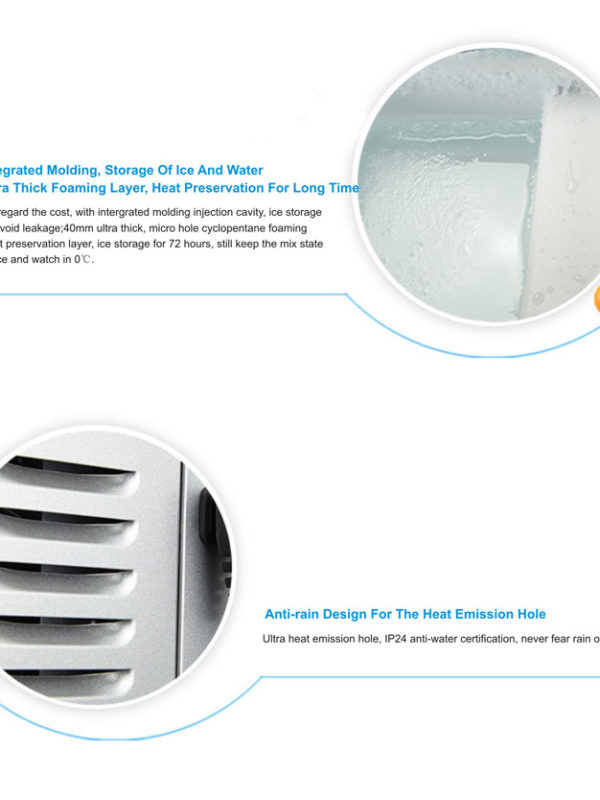 egrated Molding, Storage Of Ice And Water
ra Thick Foaming Layer, Heat Preservation For Long Time
regard the cost, with intergrated molding injection cavity, ice storage
void leakage;40mm ultra thick, micro hole cyclopentane foaming
t preservation layer, ice storage for 72 hours, still keep the mix state
ce and watch in 0℃.
Anti-rain Design For The Heat Emission Hole
Ultra heat emission hole, IP24 anti-water certification, never fear rain o